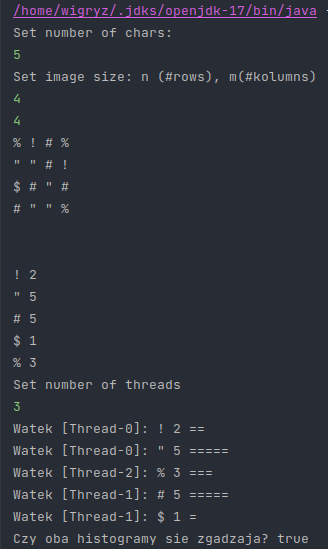 /home/wigryz/.jdks/openjdk-17/bin/java -
Set number of chars:
5
Set image size: n (#rows), m(#kolumns)
4
4
% ! # %
" " # !
$ # " #
# " " %
! 2
" 5
# 5
$ 1
% 3
Set number of threads
3
Watek [Thread-0]: ! 2 ==
Watek [Thread-0]: " 5 =====
Watek [Thread-2]: % 3 ===
Watek [Thread-1]: # 5 =====
Watek [Thread-1]: $ 1 =
Czy oba histogramy sie zgadzaja? true